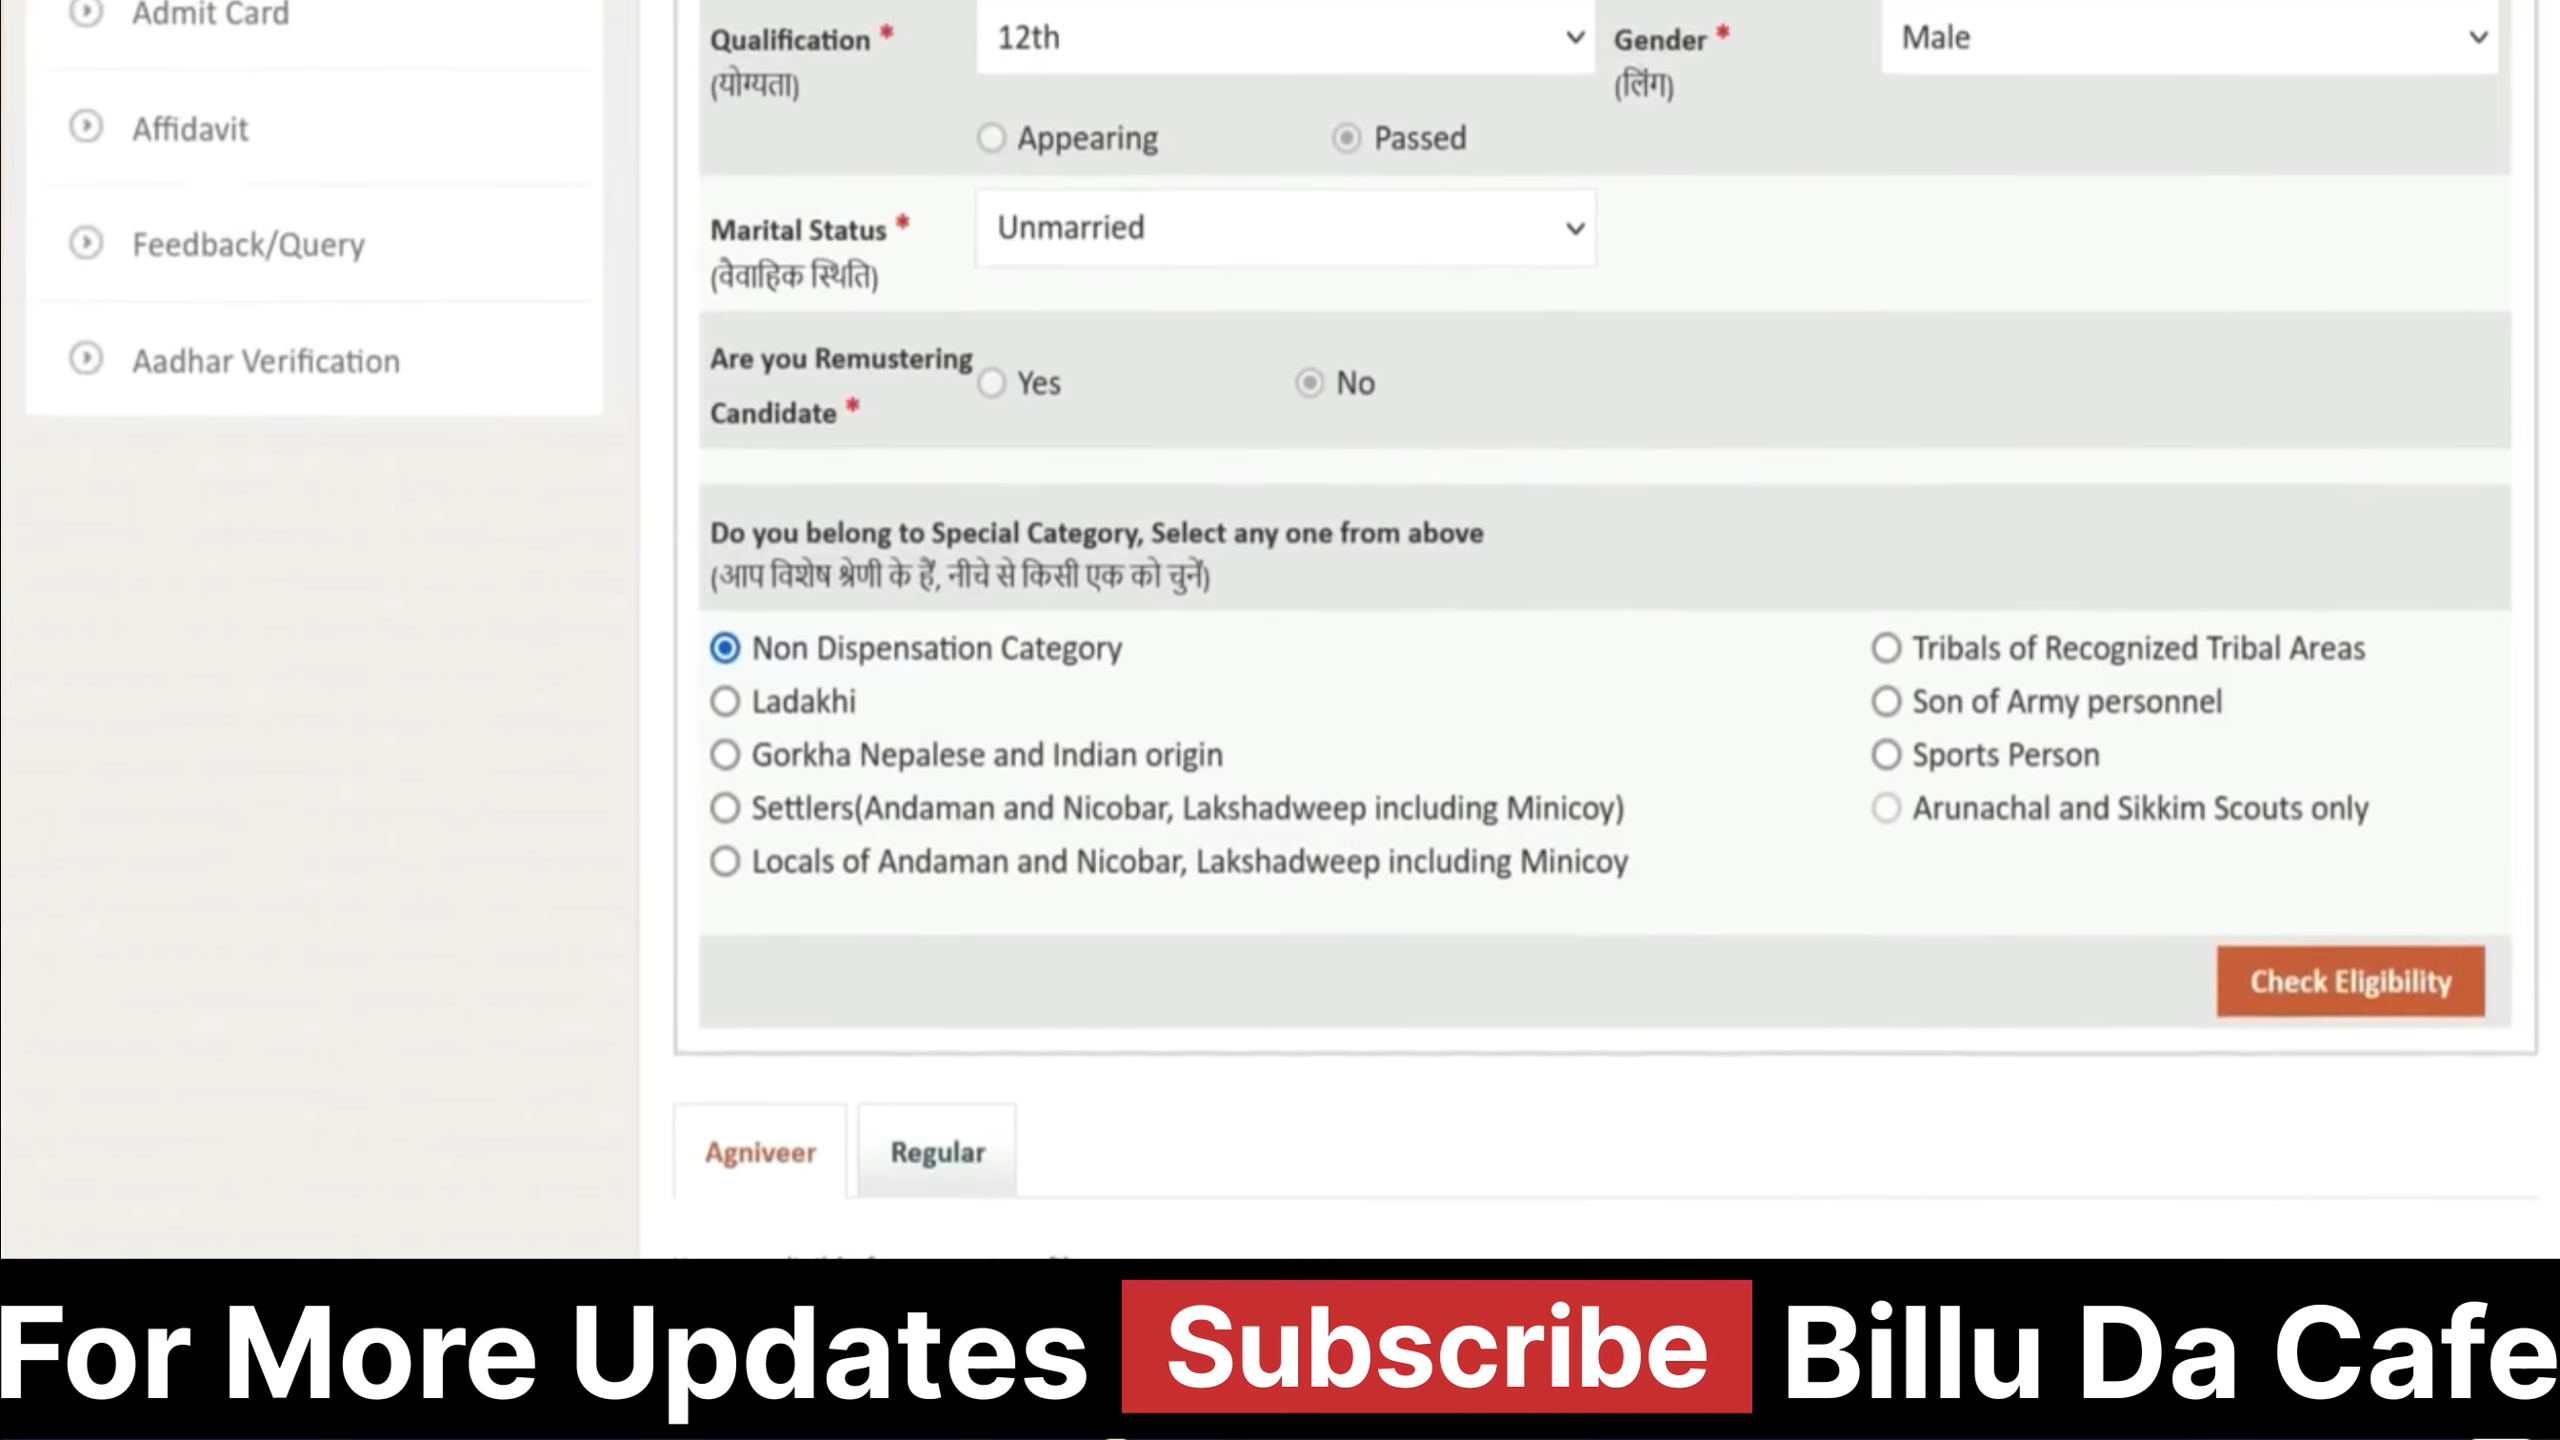 Admit Card
Affidavit
Feedback/Query
Aadhar Verification
Qualification * 12th Gender * Male
(योग्यता) (लिंग)
Appearing Passed
Marital Status * Unmarried
(वैवाहिक स्थिति)
Are you Remustering
Candidate * Yes No
Do you belong to Special Category, Select any one from above
(आप विशेष श्रेणी के हैं, नीचे से किसी एक को चुनें)
Non Dispensation Category Tribals of Recognized Tribal Areas
Ladakhi Son of Army personnel
Gorkha Nepalese and Indian origin Sports Person
Settlers(Andaman and Nicobar, Lakshadweep including Minicoy) Arunachal and Sikkim Scouts only
Locals of Andaman and Nicobar, Lakshadweep including Minicoy
Check Eligibility
Agniveer Regular
For More Updates Subscribe Billu Da Cafe